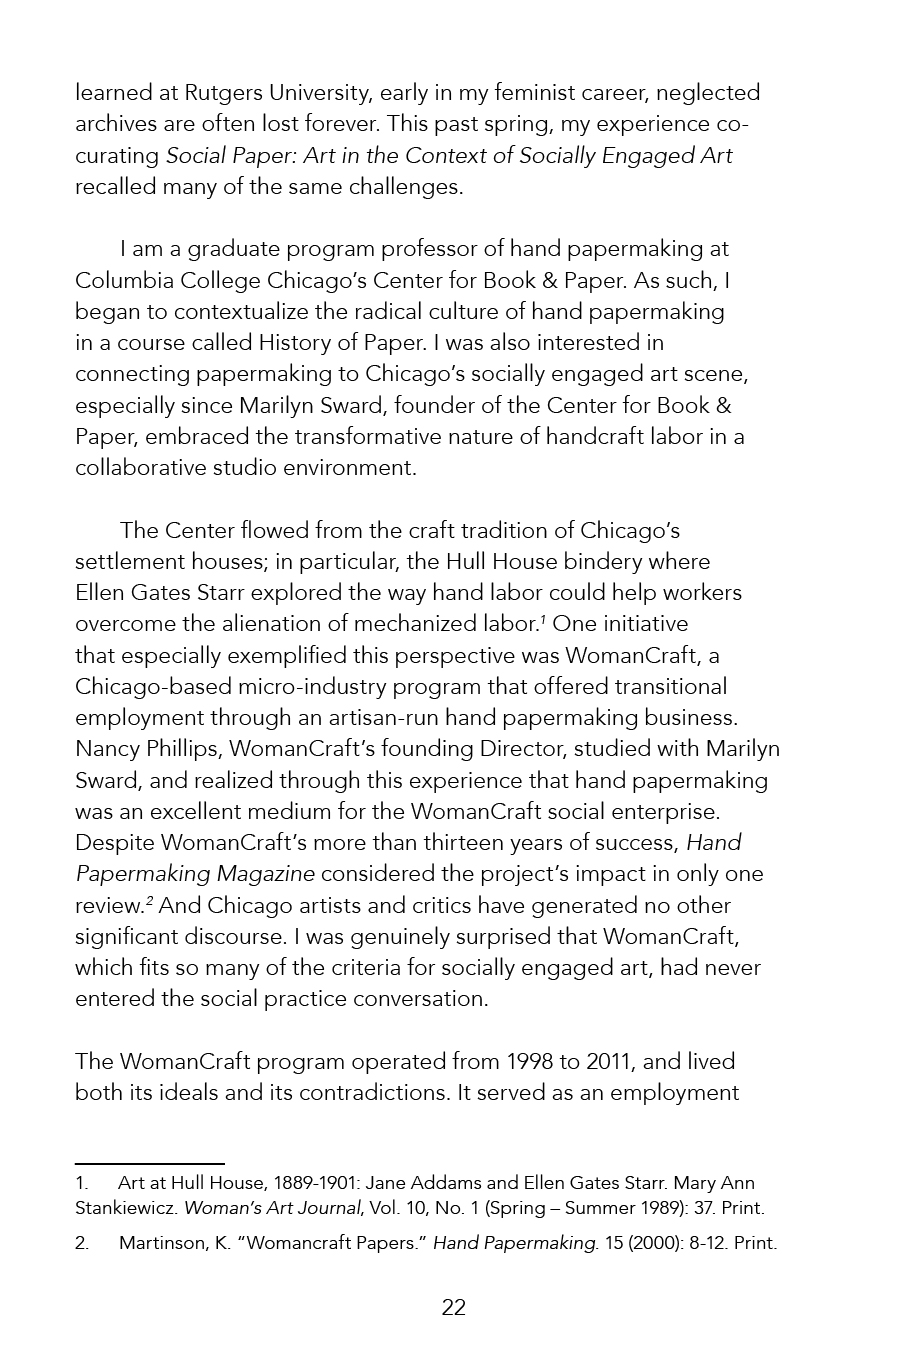 learned at Rutgers University, early in my feminist career, neglected
archives are often lost forever. This past spring, my experience co-
curating Social Paper: Art in the Context of Socially Engaged Art
recalled many of the same challenges.
I am a graduate program professor of hand papermaking at
Columbia College Chicago’s Center for Book & Paper. As such, I
began to contextualize the radical culture of hand papermaking
in a course called History of Paper. I was also interested in
connecting papermaking to Chicago’s socially engaged art scene,
especially since Marilyn Sward, founder of the Center for Book &
Paper, embraced the transformative nature of handcraft labor in a
collaborative studio environment.
The Center flowed from the craft tradition of Chicago’s
settlement houses; in particular, the Hull House bindery where
Ellen Gates Starr explored the way hand labor could help workers
overcome the alienation of mechanized labor.1 One initiative
that especially exemplified this perspective was WomanCraft, a
Chicago-based micro-industry program that offered transitional
employment through an artisan-run hand papermaking business.
Nancy Phillips, WomanCraft’s founding Director, studied with Marilyn
Sward, and realized through this experience that hand papermaking
was an excellent medium for the WomanCraft social enterprise.
Despite WomanCraft’s more than thirteen years of success, Hand
Papermaking Magazine considered the project’s impact in only one
review.2 And Chicago artists and critics have generated no other
significant discourse. I was genuinely surprised that WomanCraft,
which fits so many of the criteria for socially engaged art, had never
entered the social practice conversation.
The WomanCraft program operated from 1998 to 2011, and lived
both its ideals and its contradictions. It served as an employment
1. Art at Hull House, 1889-1901: Jane Addams and Ellen Gates Starr. Mary Ann
Stankiewicz. Woman’s Art Journal, Vol. 10, No. 1 (Spring – Summer 1989): 37. Print.
2. Martinson, K. “Womancraft Papers.” Hand Papermaking. 15 (2000): 8-12. Print.
22